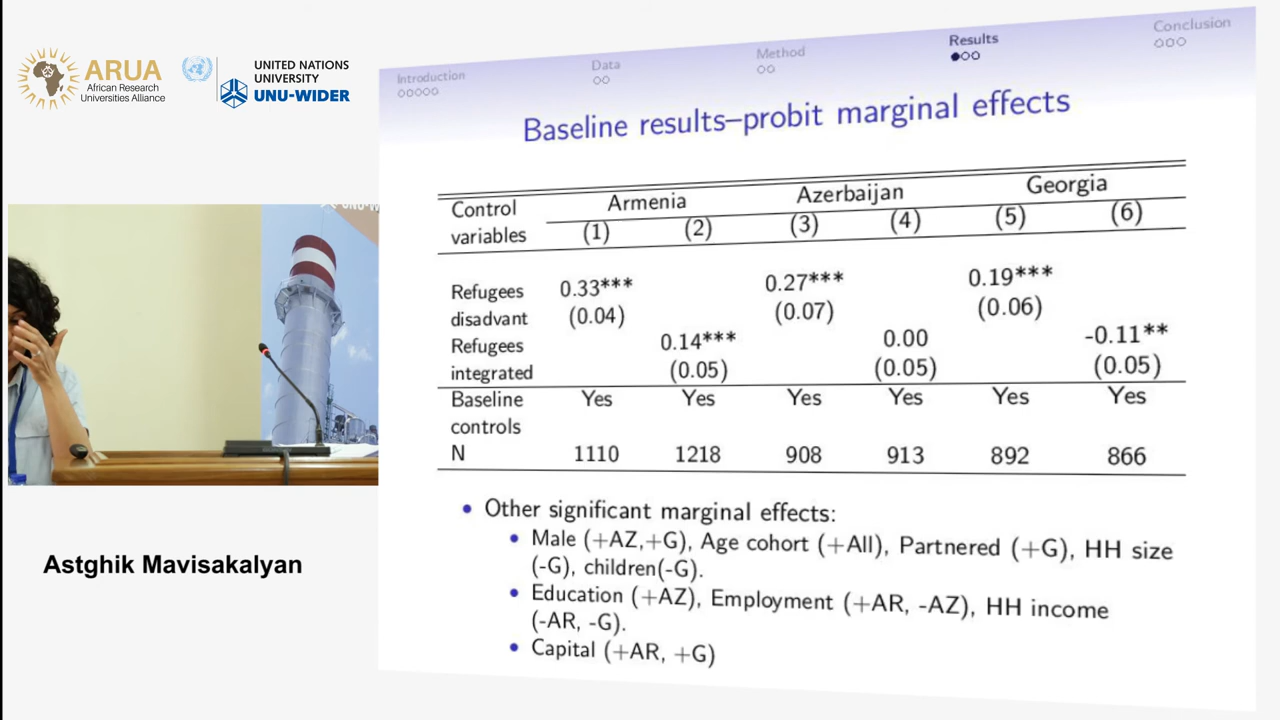 ARUA
African Research
Universities Alliance
UNITED NATIONS
UNIVERSITY
UNU-WIDER
Introduction
Data
Method
Results
Conclusion
Baseline results–probit marginal effects
Control variables
Armenia
Azerbaijan
Georgia
(1) (2) (3) (4) (5) (6)
Refugees disadvant
0.33*** 0.27*** 0.19***
(0.04) (0.07) (0.06)
Refugees integrated
0.14*** 0.00 -0.11**
(0.05) (0.05) (0.05)
Baseline controls
Yes Yes Yes Yes Yes Yes
N 1110 1218 908 913 892 866
• Other significant marginal effects:
• Male (+AZ,+G), Age cohort (+All), Partnered (+G), HH size
(-G), children(-G).
• Education (+AZ), Employment (+AR, -AZ), HH income
(-AR, -G).
• Capital (+AR, +G)
Astghik Mavisakalyan